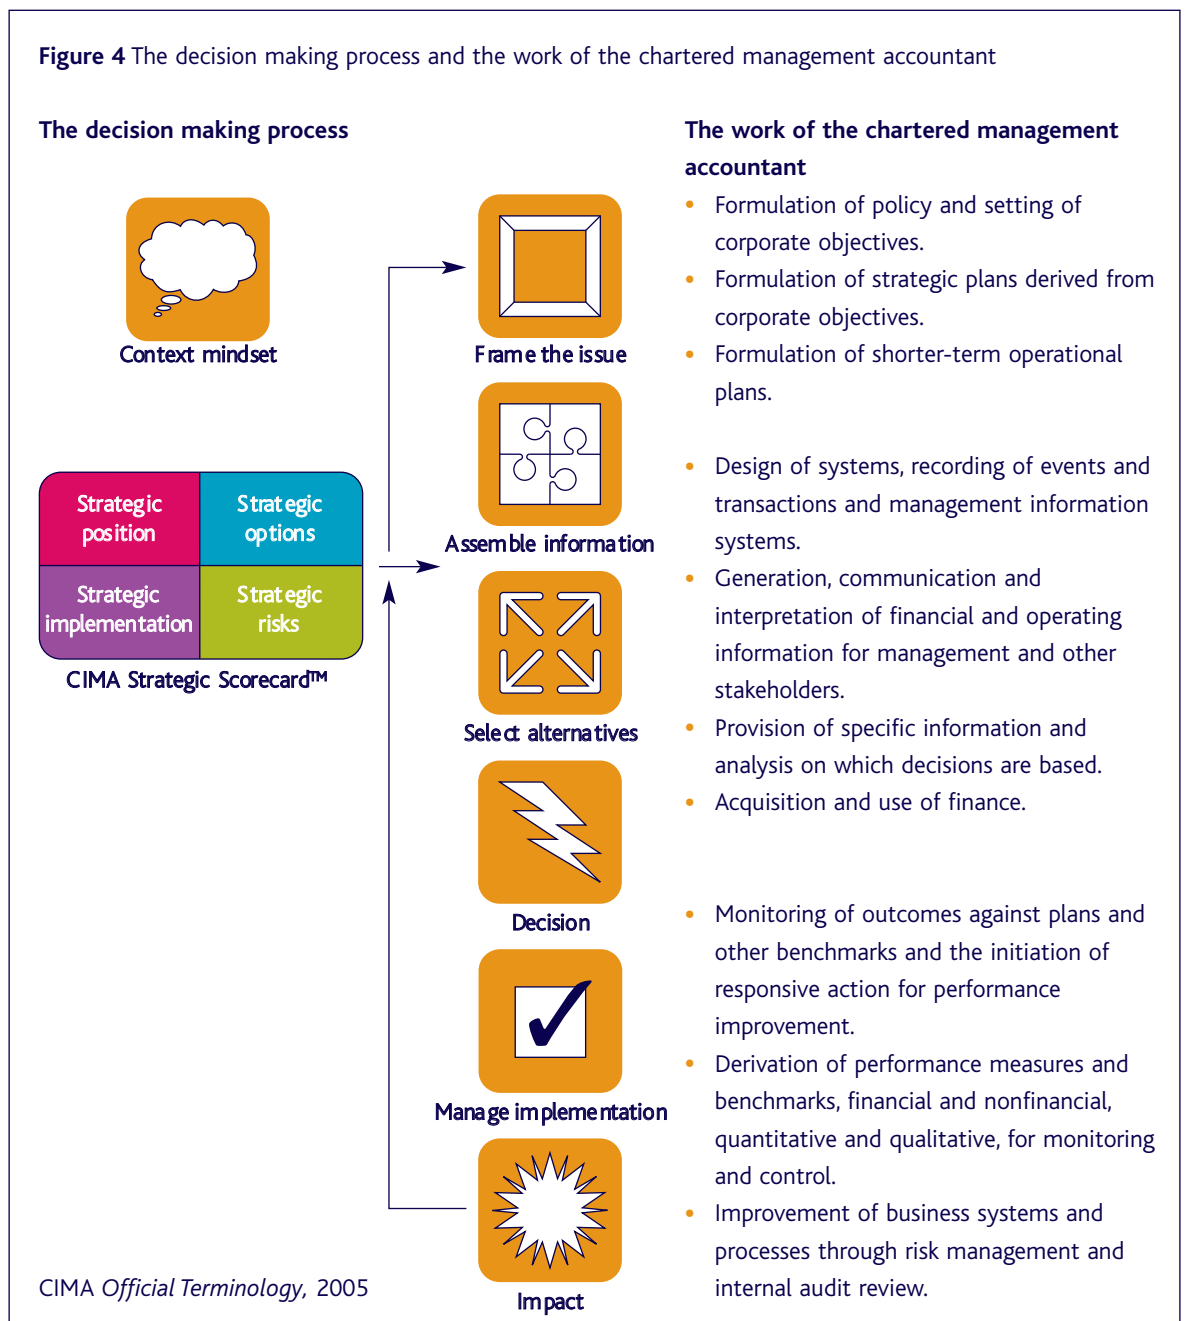 Figure 4 The decision making process and the work of the chartered management accountant
The decision making process
Context mindset
Strategic
position
Strategic
options
Strategic
implementation
Strategic
risks
CIMA Strategic Scorecard™
Frame the issue
Assemble information
Select alternatives
Decision
Manage implementation
Impact
The work of the chartered management
accountant
• Formulation of policy and setting of
corporate objectives.
• Formulation of strategic plans derived from
corporate objectives.
• Formulation of shorter-term operational
plans.
• Design of systems, recording of events and
transactions and management information
systems.
• Generation, communication and
interpretation of financial and operating
information for management and other
stakeholders.
• Provision of specific information and
analysis on which decisions are based.
• Acquisition and use of finance.
• Monitoring of outcomes against plans and
other benchmarks and the initiation of
responsive action for performance
improvement.
• Derivation of performance measures and
benchmarks, financial and nonfinancial,
quantitative and qualitative, for monitoring
and control.
• Improvement of business systems and
processes through risk management and
internal audit review.
CIMA Official Terminology, 2005